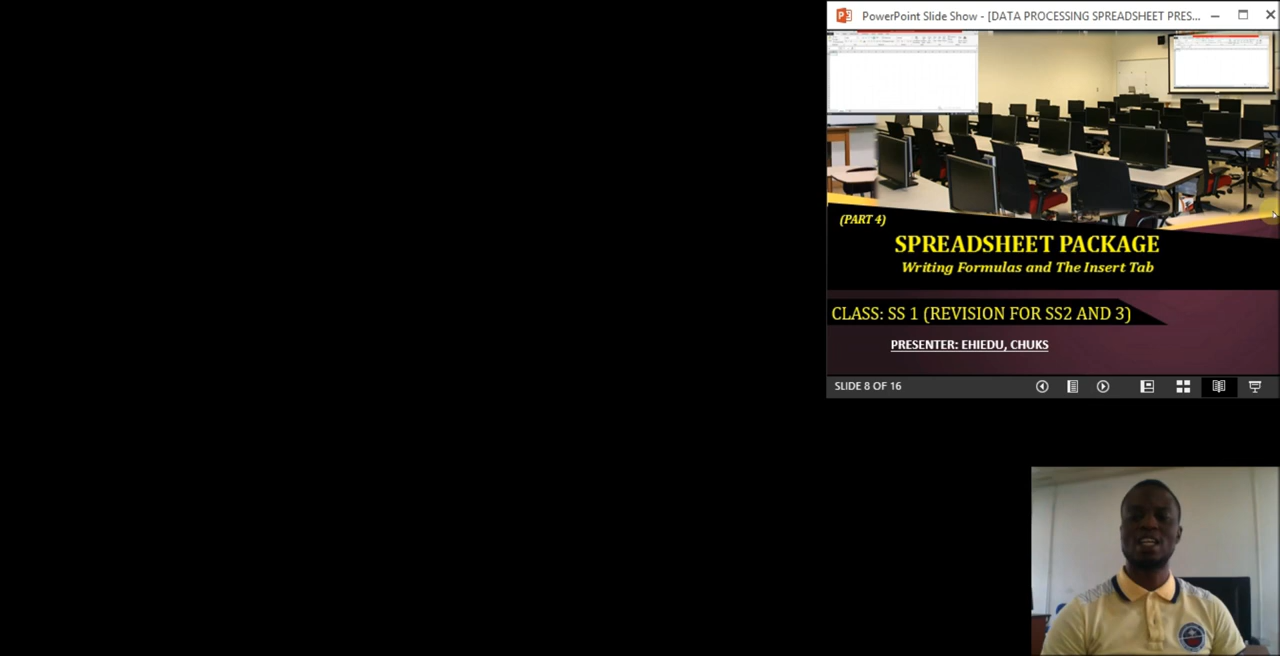 PowerPoint Slide Show - [DATA PROCESSING SPREADSHEET PRES...
(PART 4)
SPREADSHEET PACKAGE
Writing Formulas and The Insert Tab
CLASS: SS 1 (REVISION FOR SS2 AND 3)
PRESENTER: EHIEDU, CHUKS
SLIDE 8 OF 16